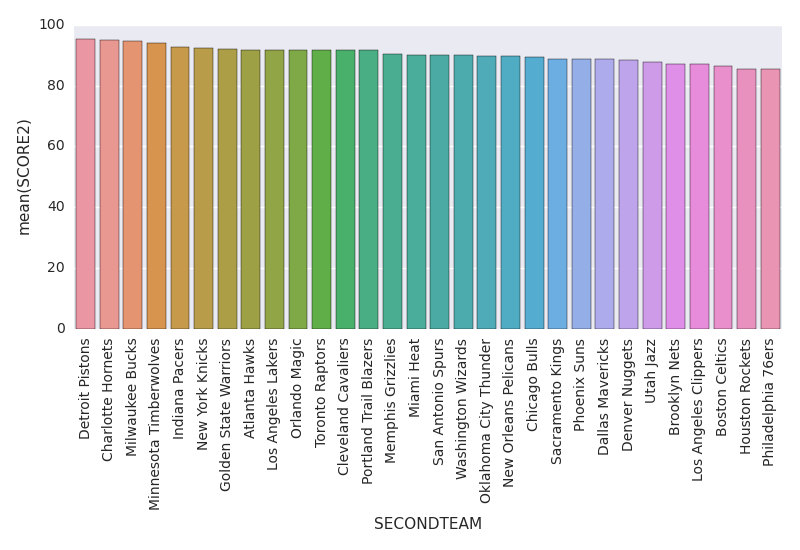 100
80
60
40
20
0
mean(SCORE2)
Detroit Pistons
Charlotte Hornets
Milwaukee Bucks
Minnesota Timberwolves
Indiana Pacers
New York Knicks
Golden State Warriors
Atlanta Hawks
Los Angeles Lakers
Orlando Magic
Toronto Raptors
Cleveland Cavaliers
Portland Trail Blazers
Memphis Grizzlies
Miami Heat
San Antonio Spurs
Washington Wizards
Oklahoma City Thunder
New Orleans Pelicans
Chicago Bulls
Sacramento Kings
Phoenix Suns
Dallas Mavericks
Denver Nuggets
Utah Jazz
Brooklyn Nets
Los Angeles Clippers
Boston Celtics
Houston Rockets
Philadelphia 76ers
SECONDTEAM